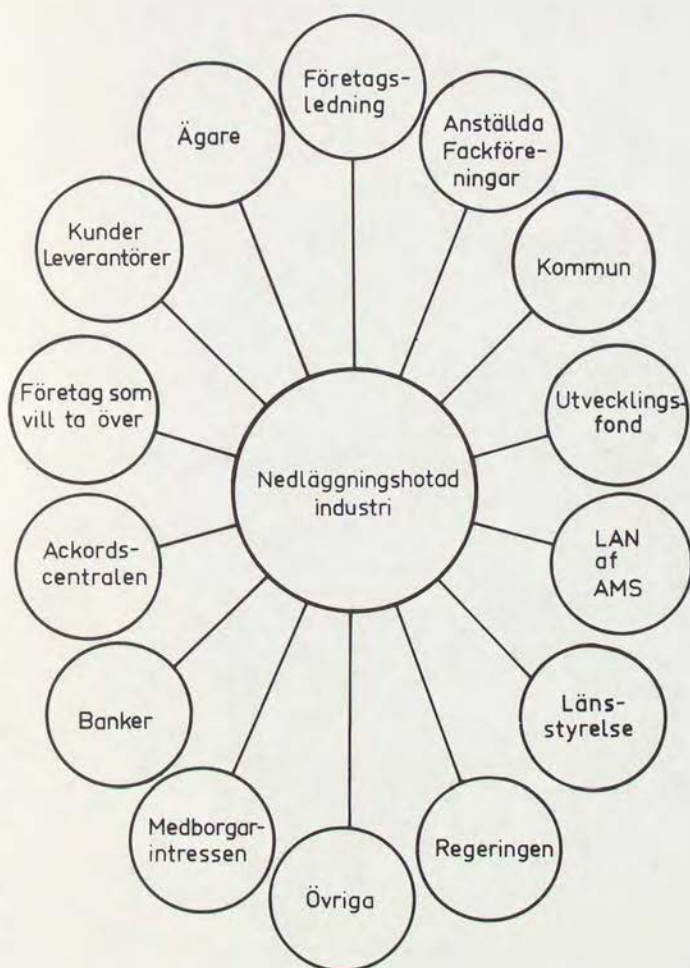 Företags-
ledning
Anställda
Fackföre-
ningar
Kommun
Utvecklings-
fond
LAN
af
AMS
Läns-
styrelse
Regeringen
Övriga
Medborgar-
intressen
Banker
Ackords-
centralen
Företag som
vill ta över
Kunder
Leverantörer
Ägare
Nedläggningshotad
industri